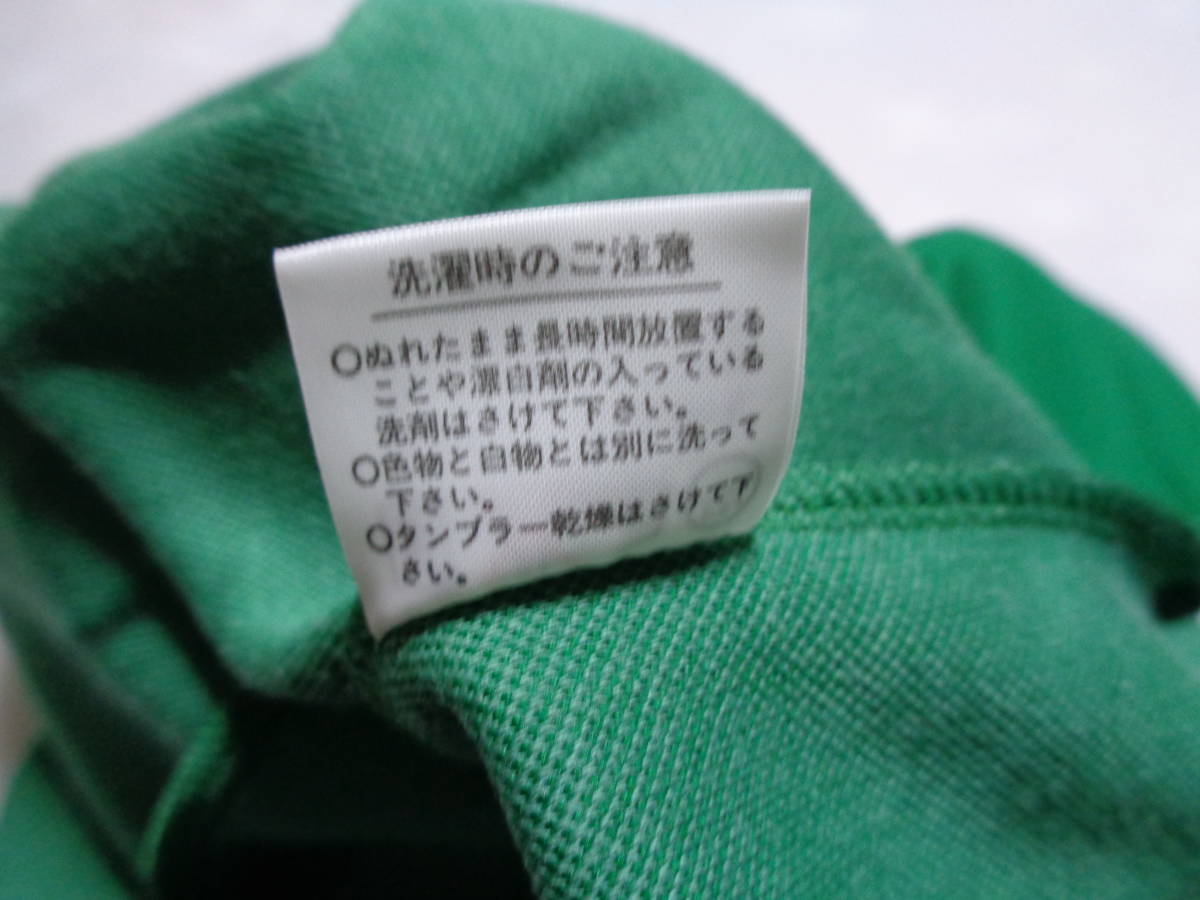 洗濯時のご注意
○ぬれたまま長時間放置する
ことや漂白剤の入っている
洗剤はさけて下さい。
○色物と白物とは別に洗って
下さい。
○タンブラー乾燥はさけて下
さい。